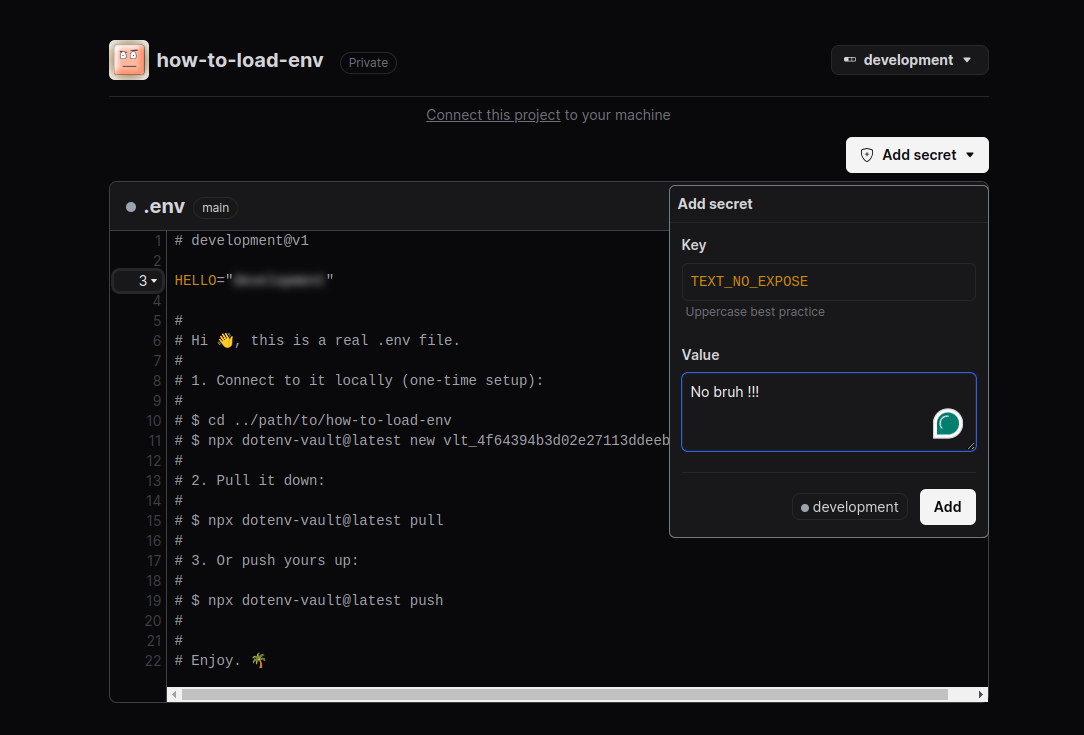 how-to-load-env Private development
Connect this project to your machine
Add secret
.env main
1 # development@v1
2
3 HELLO=" "
4
5 #
6 # Hi 👋, this is a real .env file.
7 #
8 # 1. Connect to it locally (one-time setup):
9 #
10 # $ cd ../path/to/how-to-load-env
11 # $ npx dotenv-vault@latest new vlt_4f64394b3d02e27113ddeeb
12 #
13 # 2. Pull it down:
14 #
15 # $ npx dotenv-vault@latest pull
16 #
17 # 3. Or push yours up:
18 #
19 # $ npx dotenv-vault@latest push
20 #
21 #
22 # Enjoy. 🌴
Add secret
Key
TEXT_NO_EXPOSE
Uppercase best practice
Value
No bruh !!!
development Add